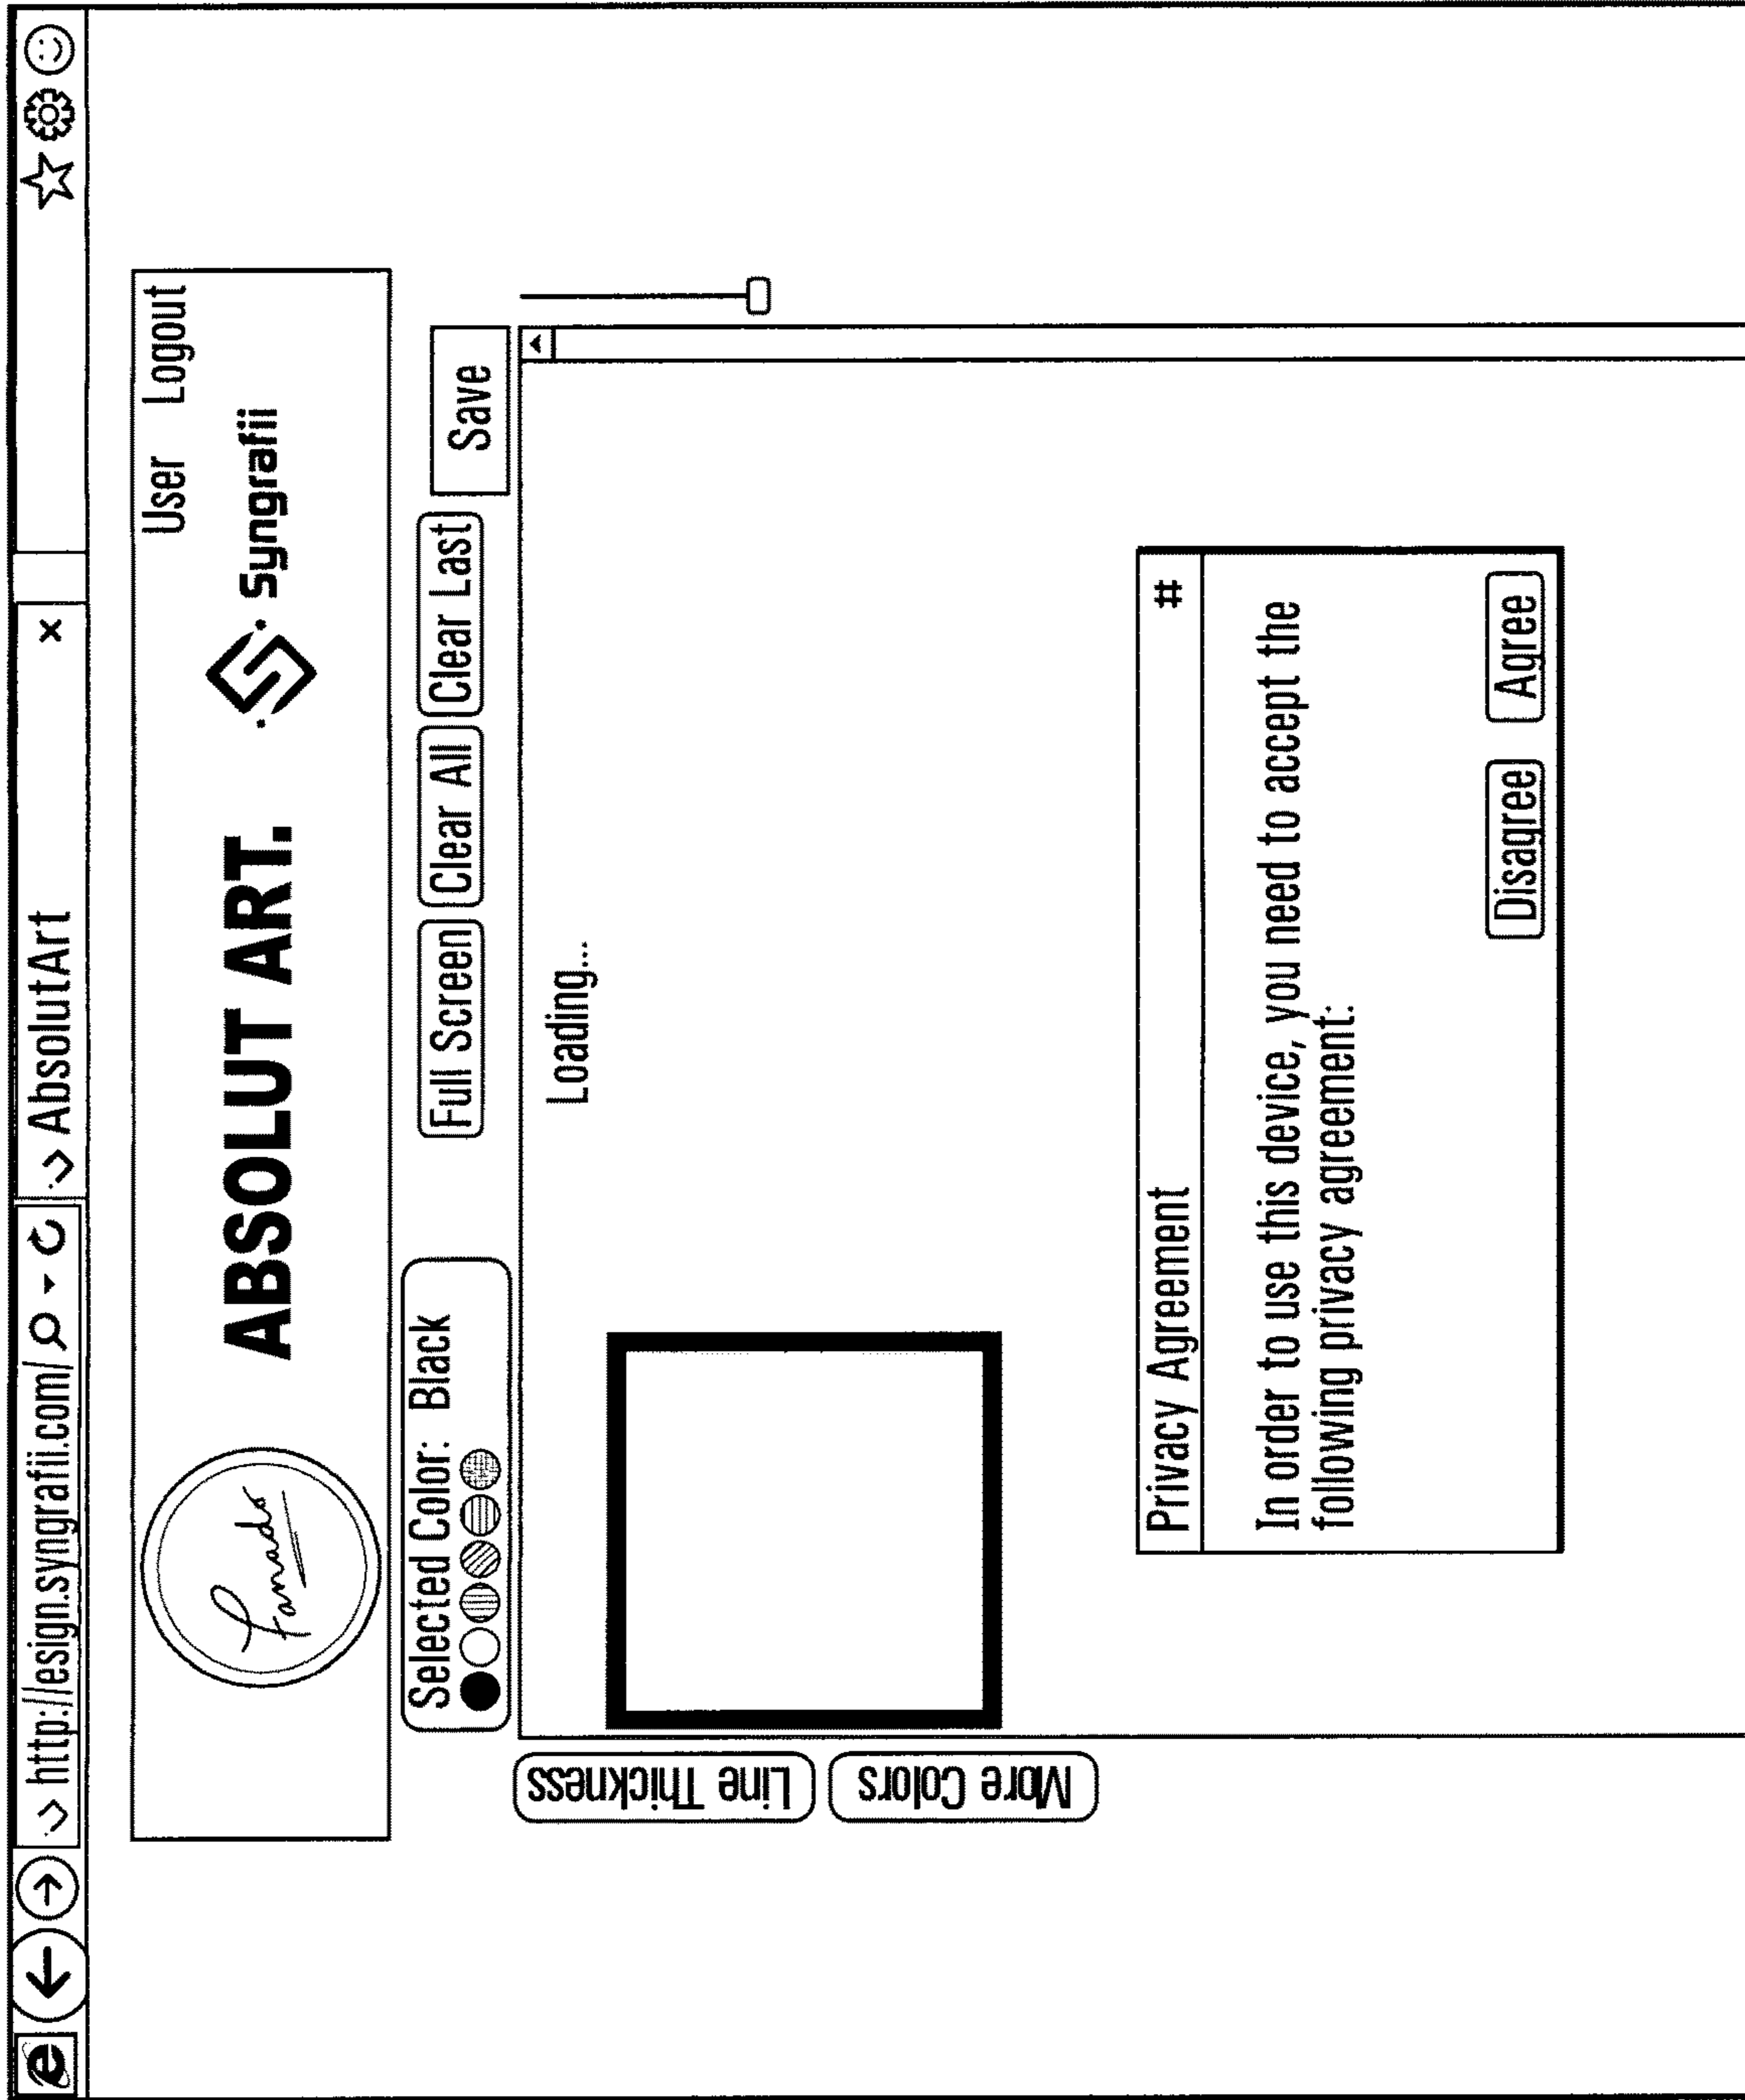 http://esign.syngrafii.com/ AbsolutArt x
User Logout
ABSOLUT ART. Syngrafii
Selected Color: Black
Full Screen Clear All Clear Last Save
Loading...
Line Thickness
More Colors
Privacy Agreement #
In order to use this device, you need to accept the
following privacy agreement:
Disagree Agree